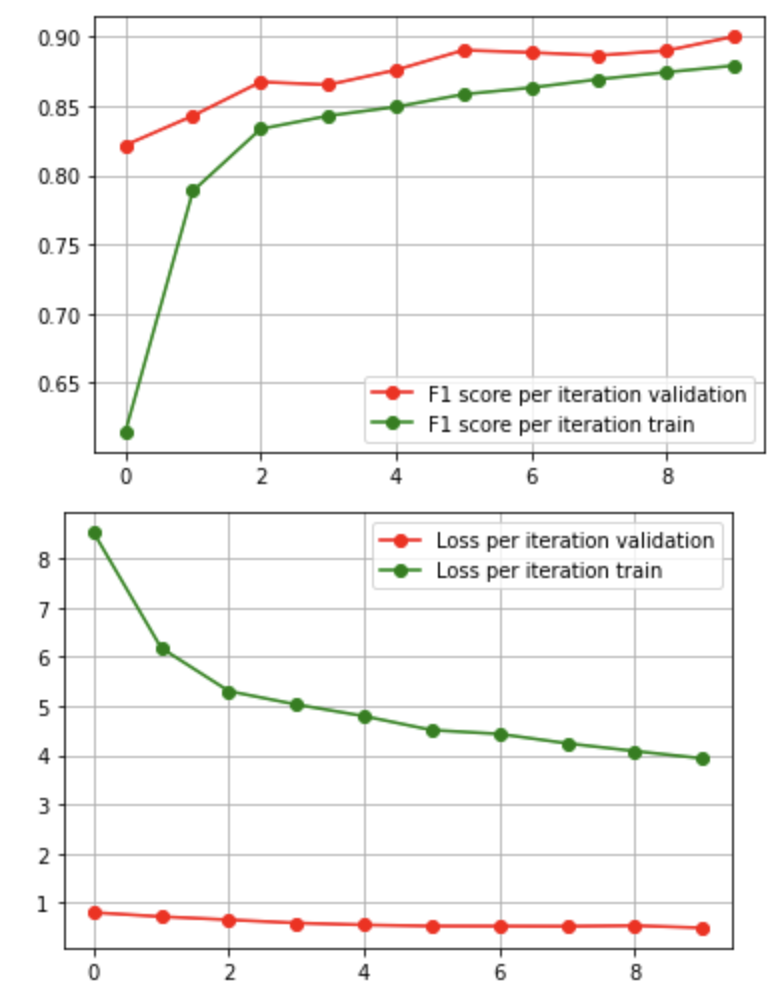 0.90
0.85
0.80
0.75
0.70
0.65
F1 score per iteration validation
F1 score per iteration train
0 2 4 6 8
8
7
6
5
4
3
2
1
Loss per iteration validation
Loss per iteration train
0 2 4 6 8